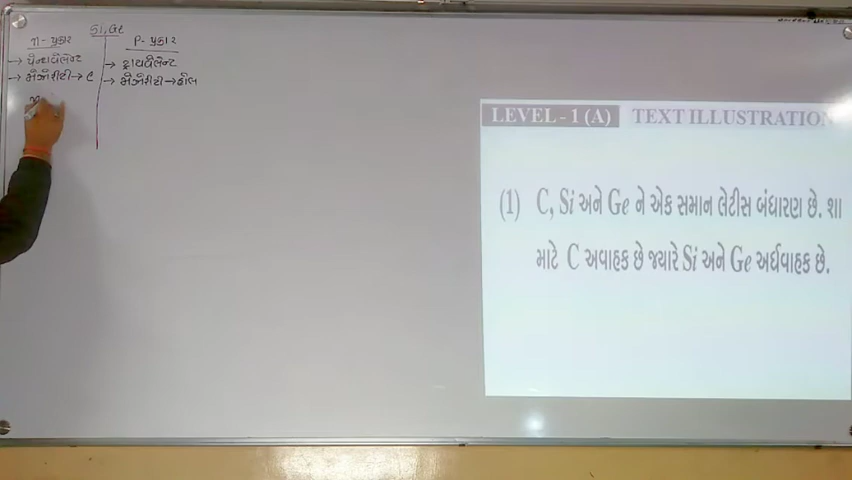 Si, Ge
n- પ્રકાર
P- પ્રકાર
→ પેન્ટાવેલેન્ટ
→ ટ્રાયવેલેન્ટ
→ મેજોરીટી → e
→ મેજોરીટી → હોલ
LEVEL - 1 (A) TEXT ILLUSTRATION
(1) C, Si અને Ge ને એક સમાન લેટીસ બંધારણ છે. શા
માટે C અવાહક છે જ્યારે Si અને Ge અર્ધવાહક છે.